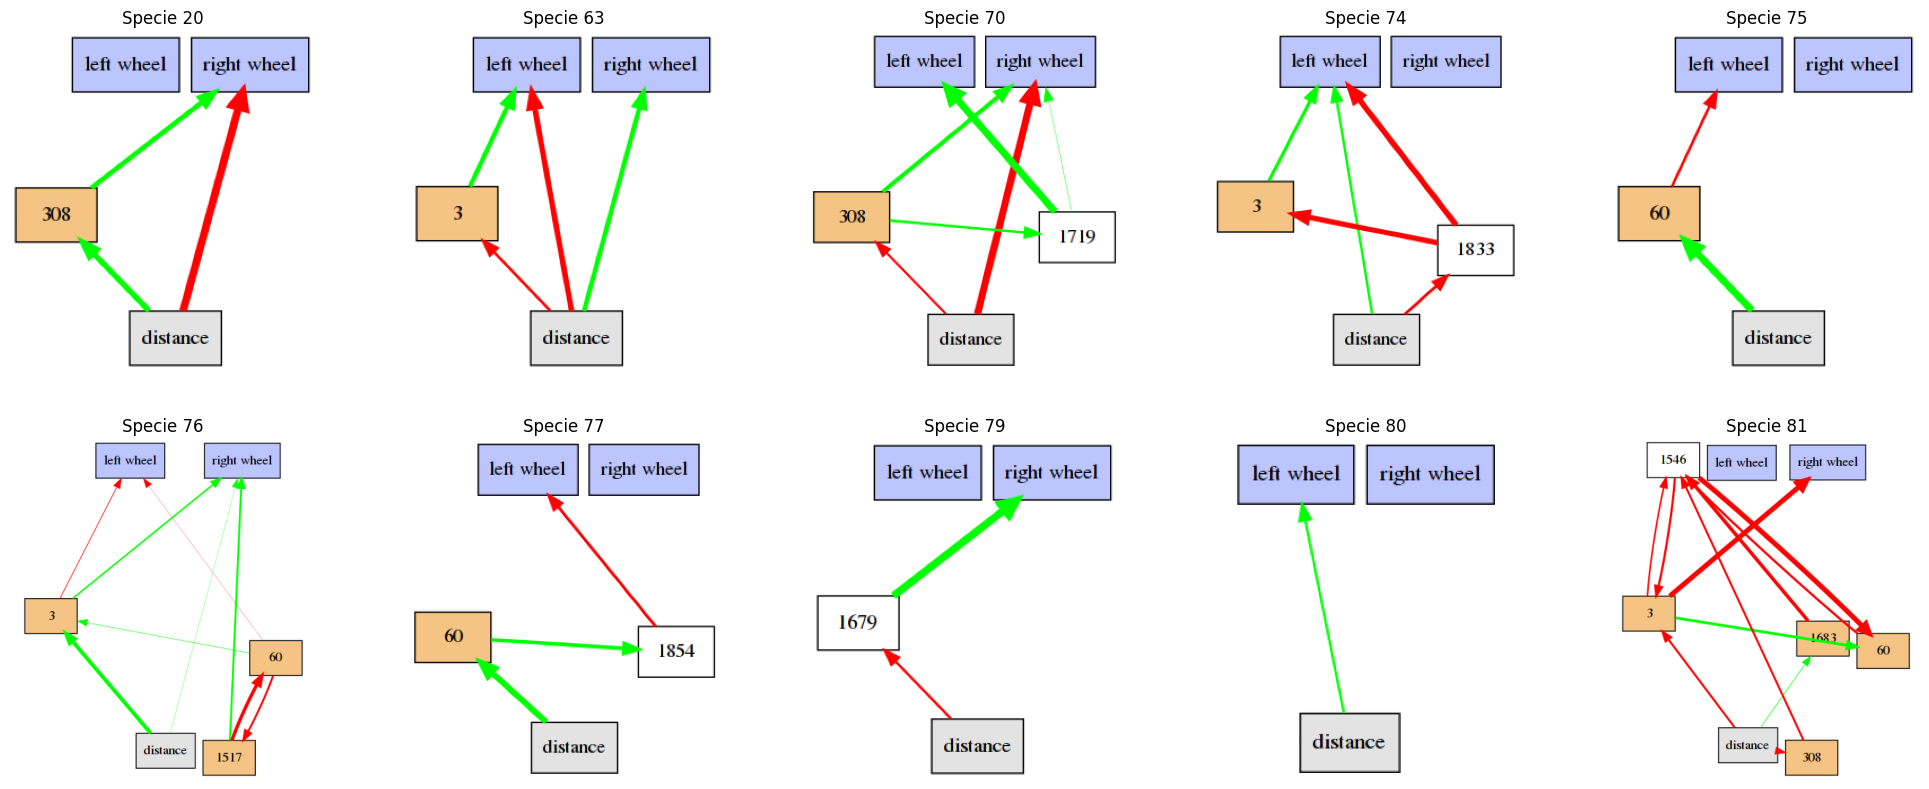 Specie 20
left wheel
right wheel
308
distance
Specie 63
left wheel
right wheel
3
distance
Specie 70
left wheel
right wheel
308
1719
distance
Specie 74
left wheel
right wheel
3
1833
distance
Specie 75
left wheel
right wheel
60
distance
Specie 76
left wheel
right wheel
3
60
distance
1517
Specie 77
left wheel
right wheel
60
1854
distance
Specie 79
left wheel
right wheel
1679
distance
Specie 80
left wheel
right wheel
distance
Specie 81
1546
left wheel
right wheel
3
1683
60
distance
308